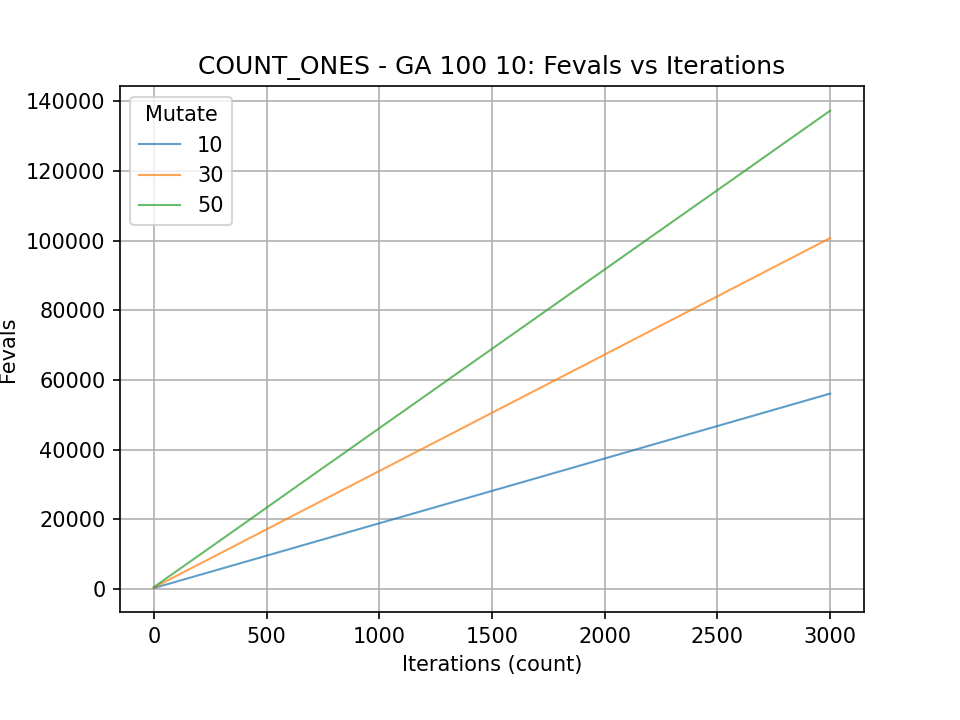 COUNT_ONES - GA 100 10: Fevals vs Iterations
Mutate
10
30
50
140000
120000
100000
80000
60000
40000
20000
0
Fevals
0 500 1000 1500 2000 2500 3000
Iterations (count)